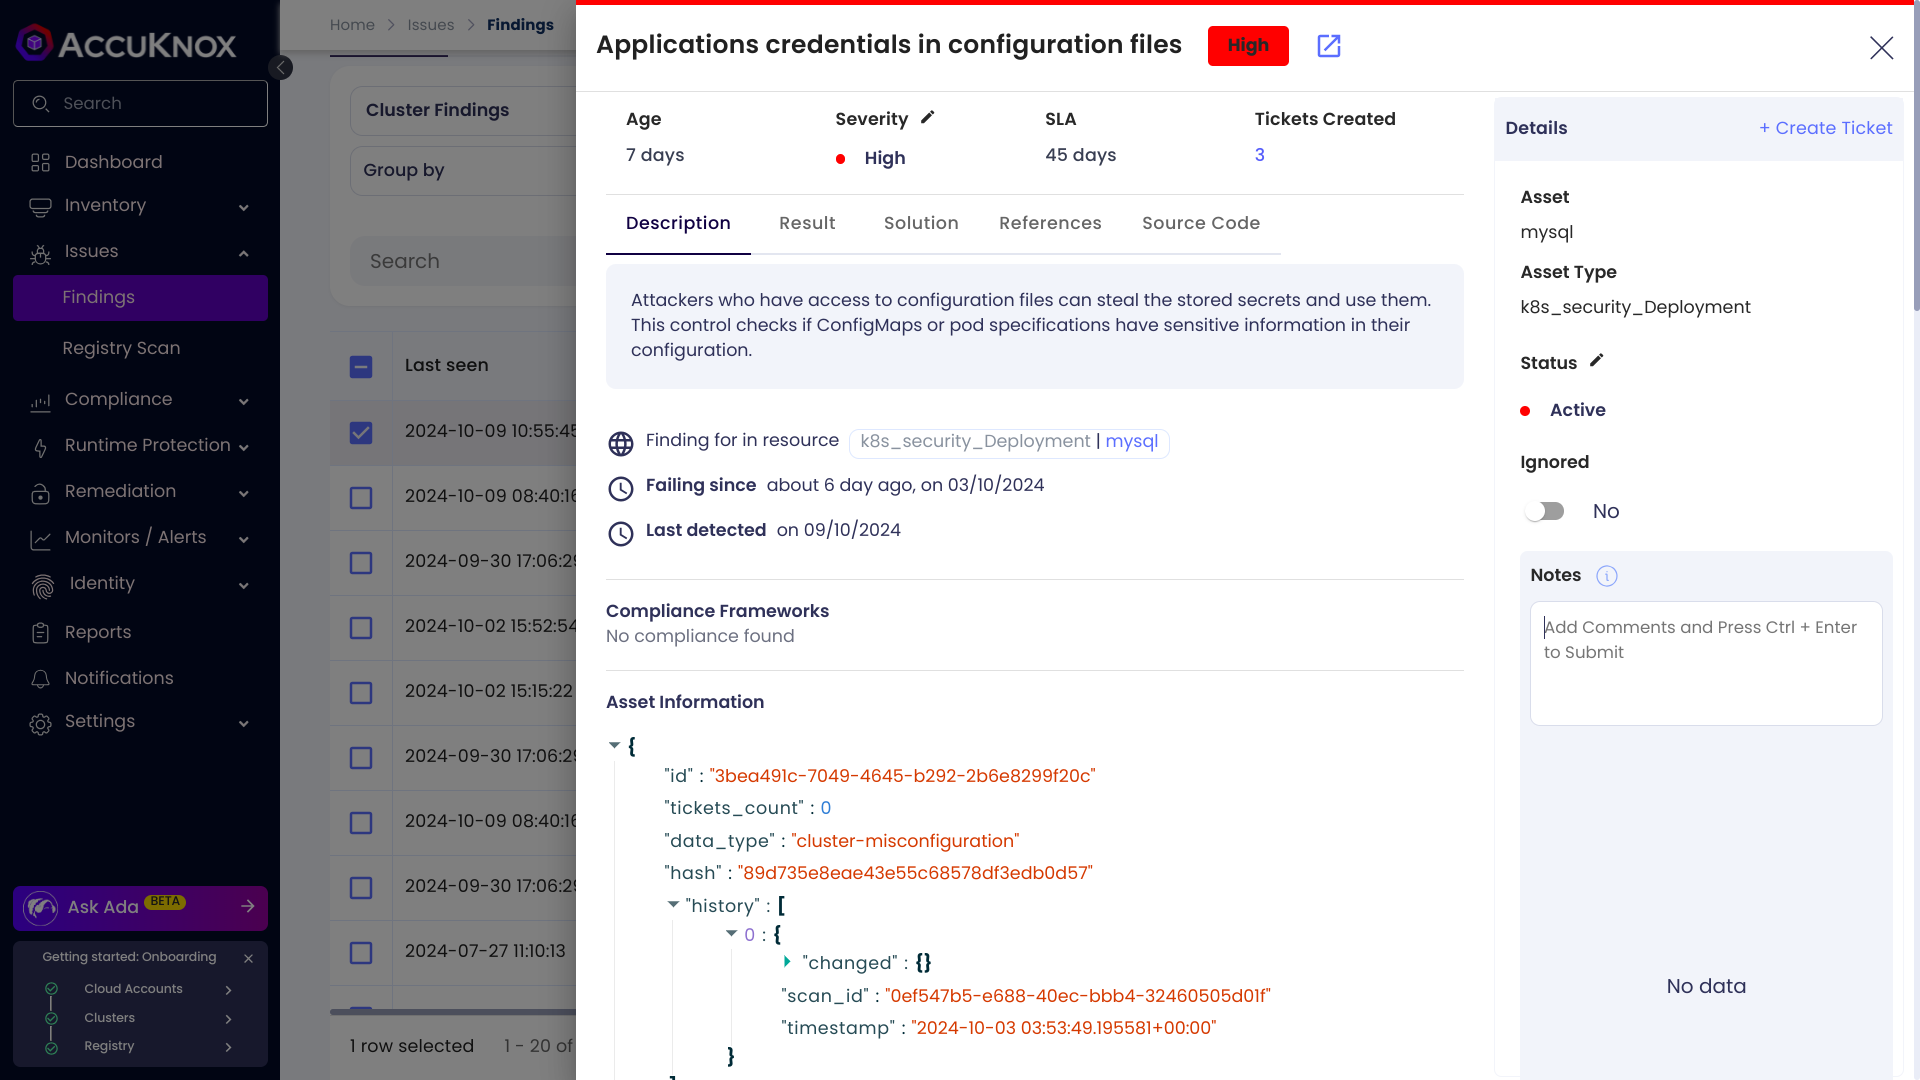 ACCUKNOX
Search
Dashboard
Inventory
Issues
Findings
Registry Scan
Compliance
Runtime Protection
Remediation
Monitors / Alerts
Identity
Reports
Notifications
Settings
Ask Ada BETA
Getting started: Onboarding
Cloud Accounts
Clusters
Registry
Home > Issues > Findings
Cluster Findings
Group by
Search
Last seen
2024-10-09 10:55:45
2024-10-09 08:40:16
2024-09-30 17:06:29
2024-10-02 15:52:54
2024-10-02 15:15:22
2024-09-30 17:06:29
2024-10-09 08:40:16
2024-09-30 17:06:29
2024-07-27 11:10:13
1 row selected 1 - 20 of
Applications credentials in configuration files High
Age Severity SLA Tickets Created
7 days High 45 days 3
Description Result Solution References Source Code
Attackers who have access to configuration files can steal the stored secrets and use them.
This control checks if ConfigMaps or pod specifications have sensitive information in their
configuration.
Finding for in resource k8s_security_Deployment | mysql
Failing since about 6 day ago, on 03/10/2024
Last detected on 09/10/2024
Compliance Frameworks
No compliance found
Asset Information
{
"id" : "3bea491c-7049-4645-b292-2b6e8299f20c"
"tickets_count" : 0
"data_type" : "cluster-misconfiguration"
"hash" : "89d735e8eae43e55c68578df3edb0d57"
"history" : [
0 : {
"changed" : {}
"scan_id" : "0ef547b5-e688-40ec-bbb4-32460505d01f"
"timestamp" : "2024-10-03 03:53:49.195581+00:00"
}
Details + Create Ticket
Asset
mysql
Asset Type
k8s_security_Deployment
Status
Active
Ignored
No
Notes
Add Comments and Press Ctrl + Enter
to Submit
No data